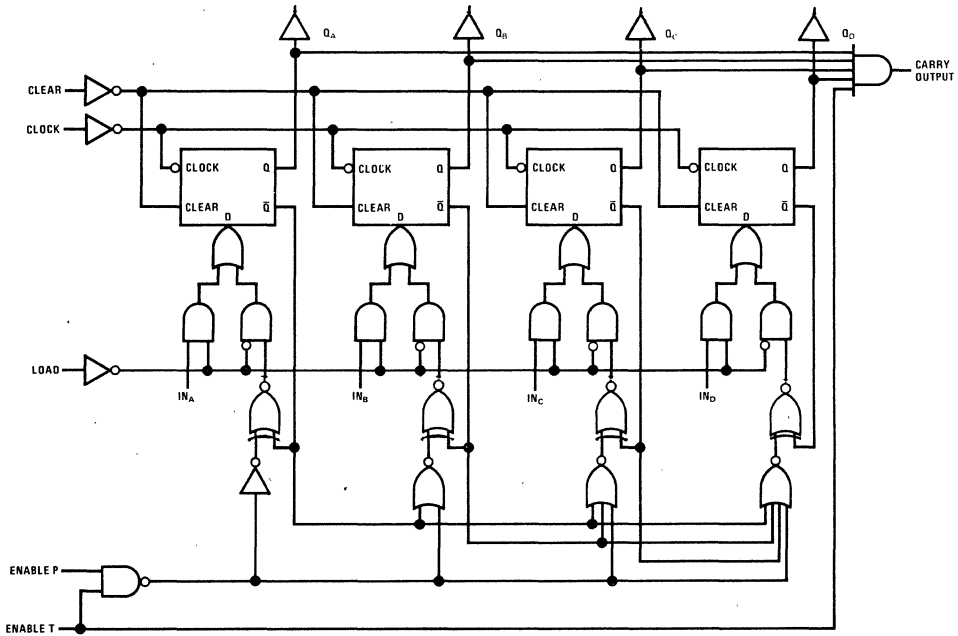 QA QB QC QD
CARRY
OUTPUT
CLEAR
CLOCK
CLOCK Q CLOCK Q CLOCK Q CLOCK Q
CLEAR Q̅ CLEAR Q̅ CLEAR Q̅ CLEAR Q̅
D D D D
LOAD
INA INB INC IND
ENABLE P
ENABLE T